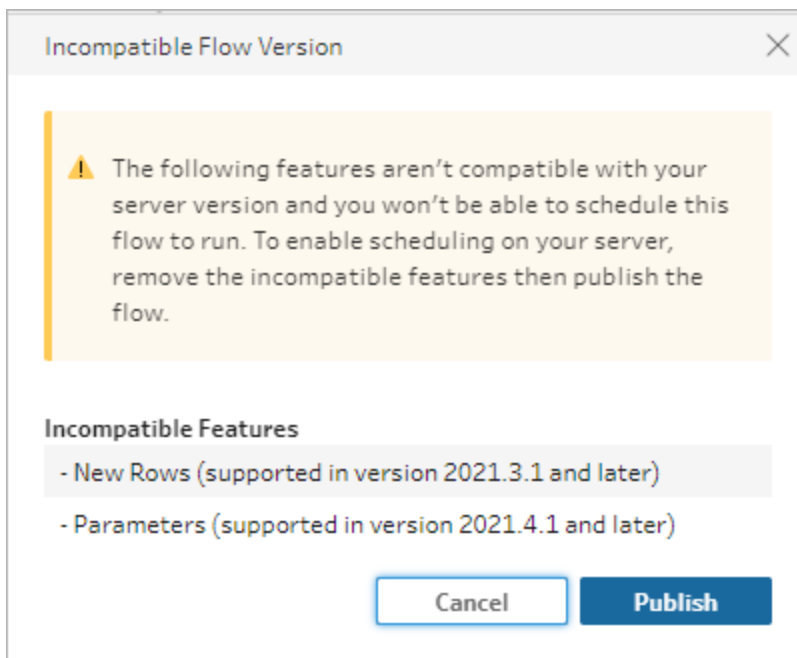 Incompatible Flow Version
The following features aren’t compatible with your
server version and you won’t be able to schedule this
flow to run. To enable scheduling on your server,
remove the incompatible features then publish the
flow.
Incompatible Features
- New Rows (supported in version 2021.3.1 and later)
- Parameters (supported in version 2021.4.1 and later)
Cancel
Publish